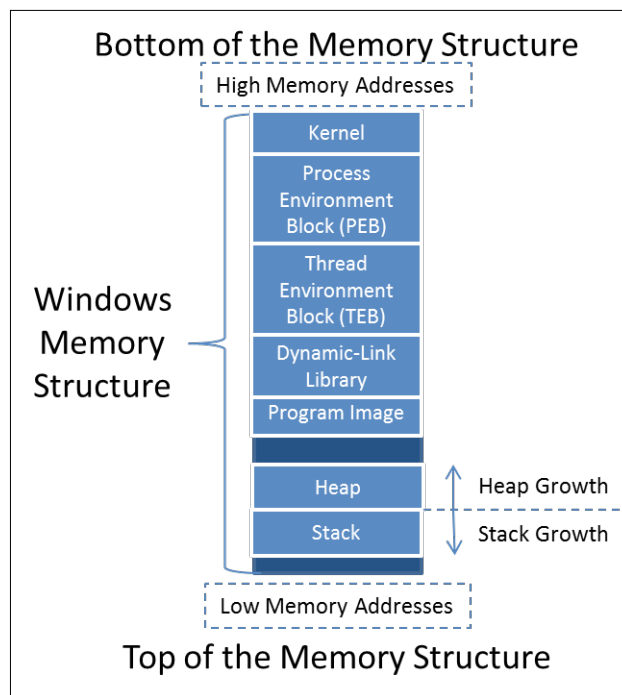 Bottom of the Memory Structure
High Memory Addresses
Kernel
Process
Environment
Block (PEB)
Thread
Environment
Block (TEB)
Windows
Memory
Structure
Dynamic-Link
Library
Program Image
Heap
Heap Growth
Stack
Stack Growth
Low Memory Addresses
Top of the Memory Structure